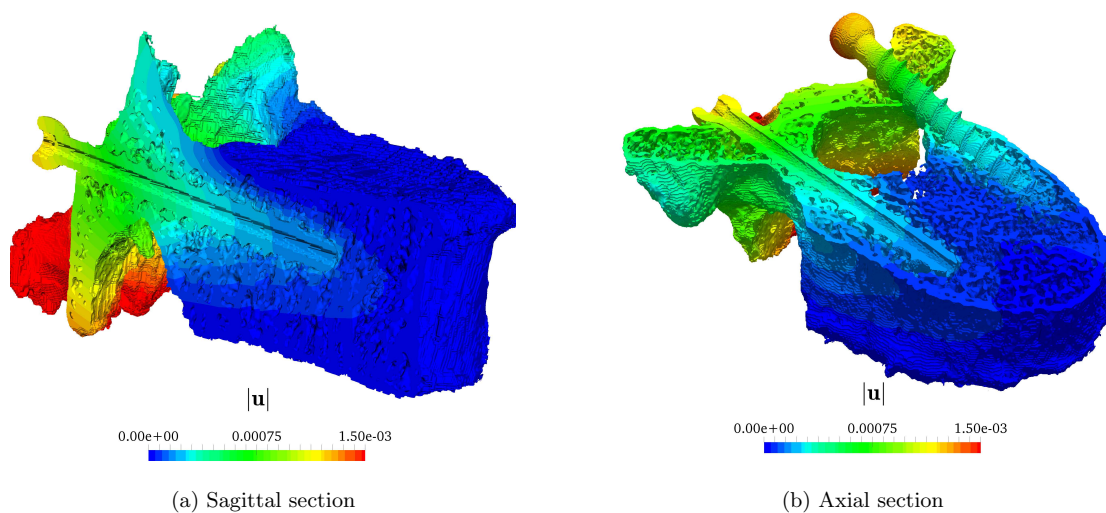 |u|
0.00e+00 0.00075 1.50e-03
(a) Sagittal section
|u|
0.00e+00 0.00075 1.50e-03
(b) Axial section